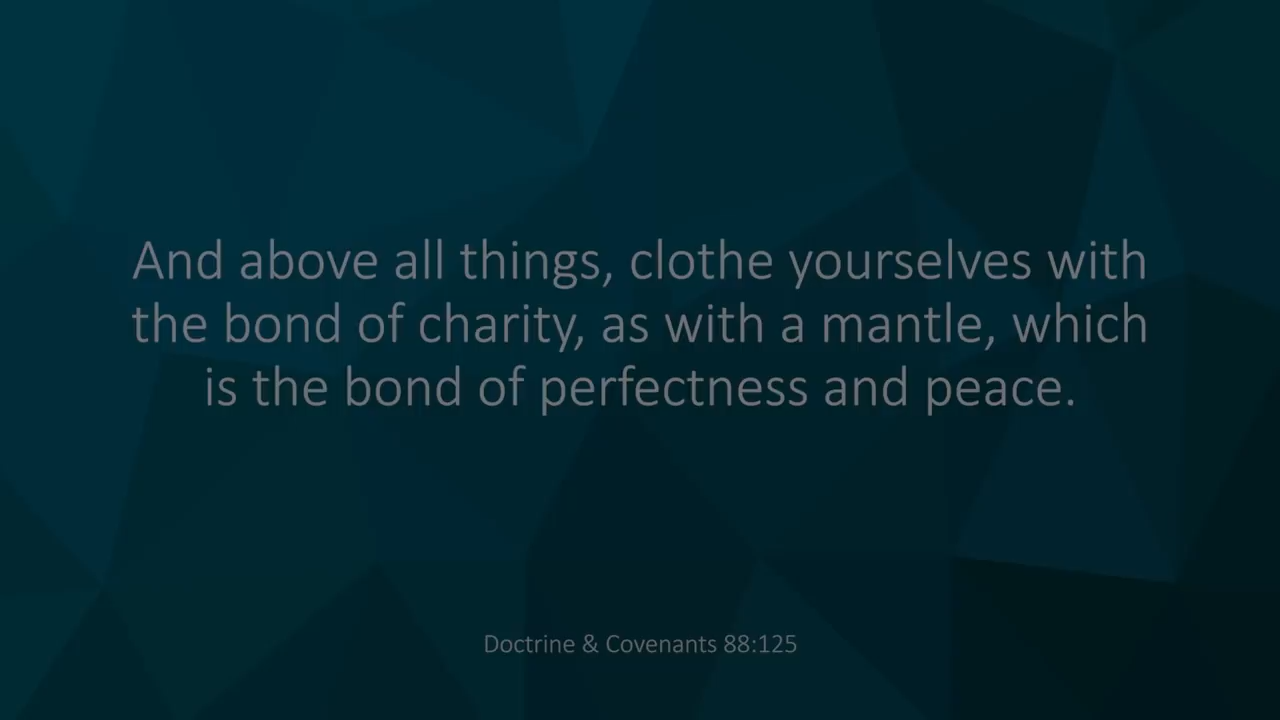 And above all things, clothe yourselves with
the bond of charity, as with a mantle, which
is the bond of perfectness and peace.
Doctrine & Covenants 88:125